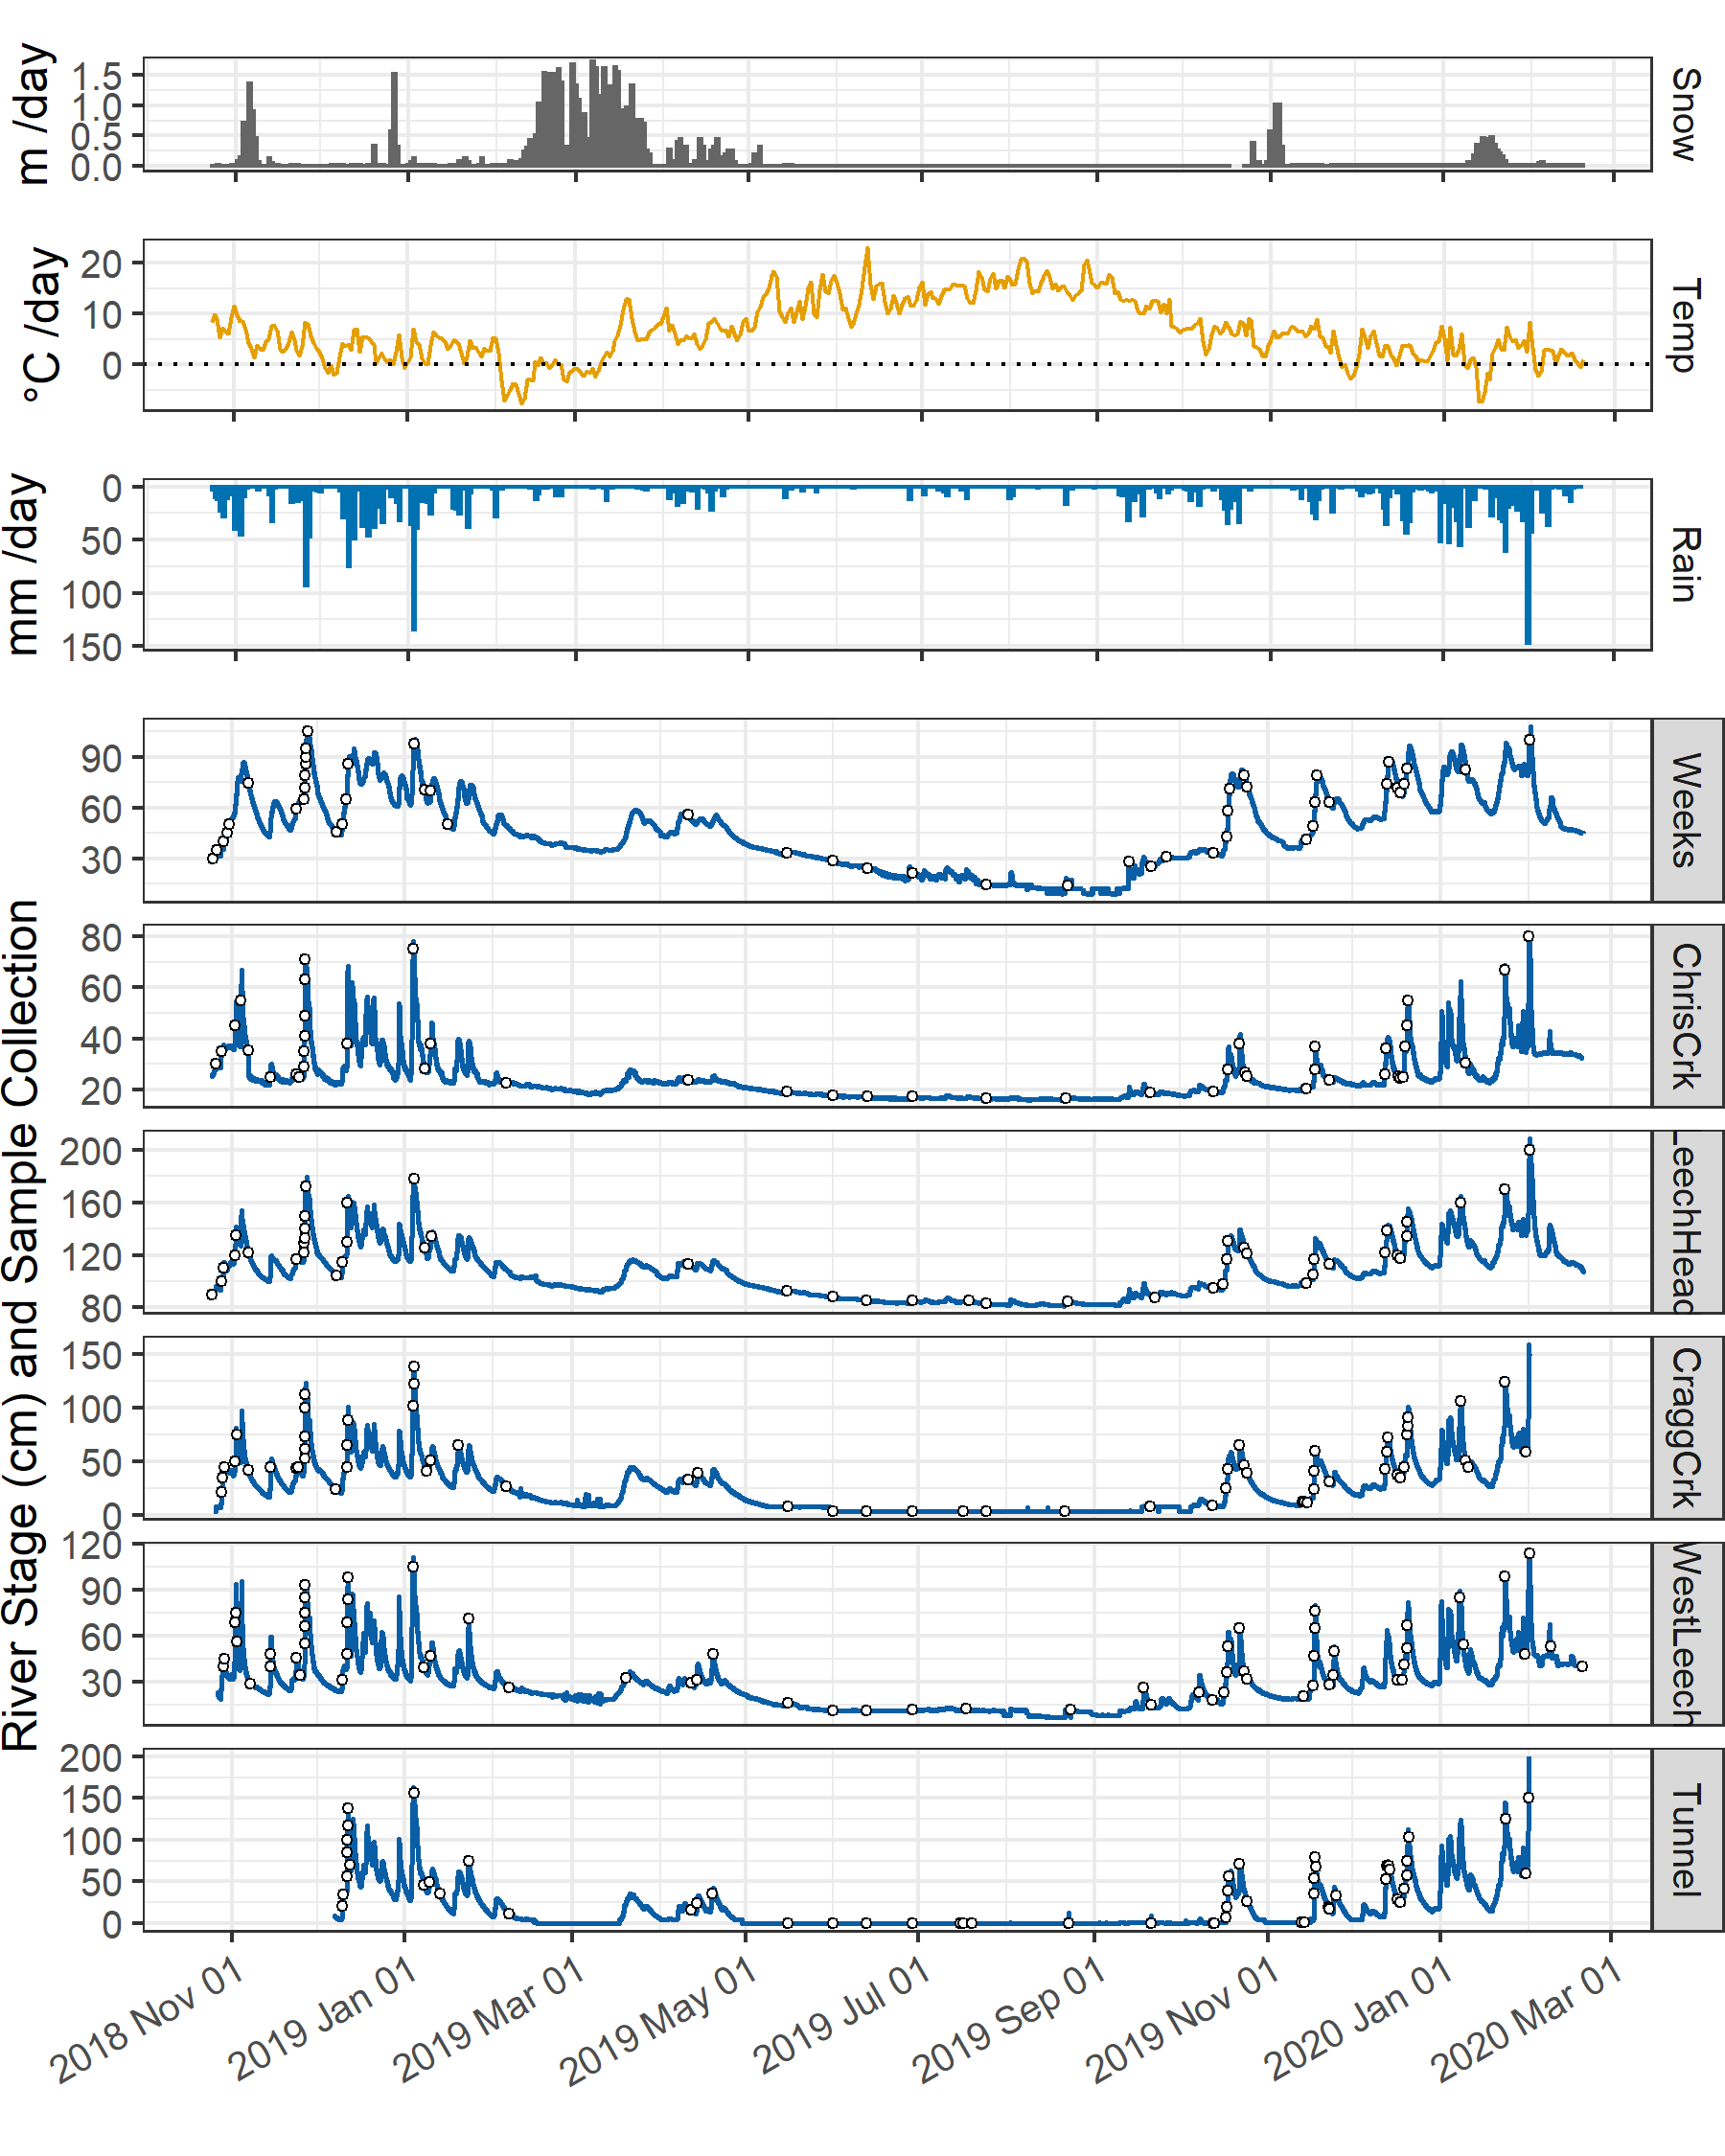 m /day
1.5
1.0
0.5
0.0
Snow
°C /day
20
10
0
Temp
mm /day
0
50
100
150
Rain
River Stage (cm) and Sample Collection
90
60
30
Weeks
80
60
40
20
ChrisCrk
200
160
120
80
LeechHead
150
100
50
0
CraggCrk
120
90
60
30
WestLeech
200
150
100
50
0
Tunnel
2018 Nov 01
2019 Jan 01
2019 Mar 01
2019 May 01
2019 Jul 01
2019 Sep 01
2019 Nov 01
2020 Jan 01
2020 Mar 01